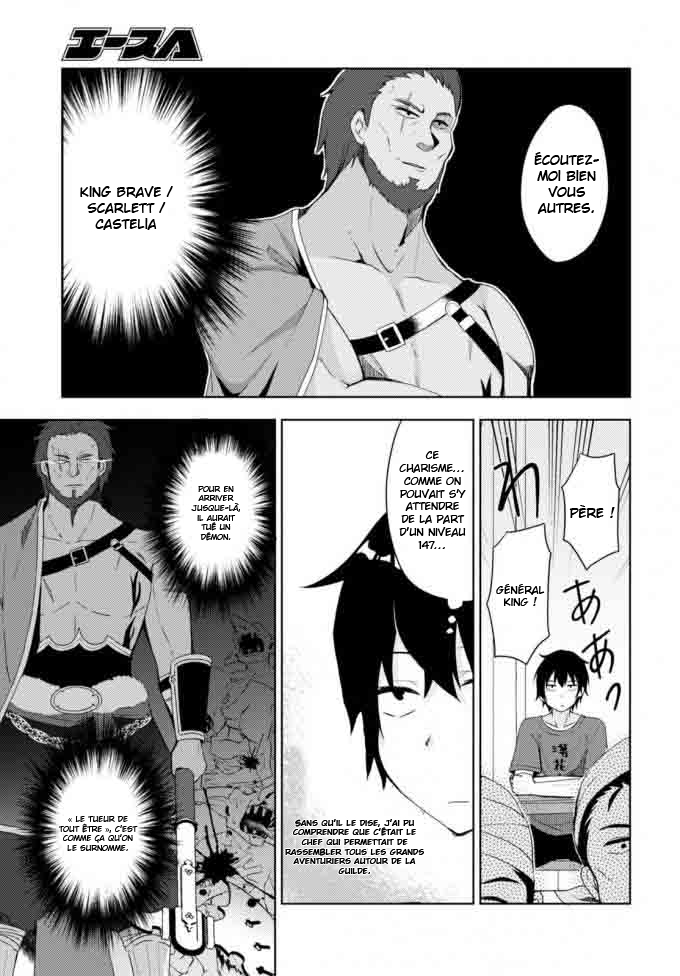 エースA
ÉCOUTEZ-
MOI BIEN
VOUS
AUTRES.
KING BRAVE /
SCARLETT /
CASTELIA
わ
PÈRE !
GÉNÉRAL
KING !
ああっ
CE
CHARISME...
COMME ON
POUVAIT S'Y
ATTENDRE
DE LA PART
D'UN NIVEAU
147...
SANS QU'IL LE DISE, J'AI PU
COMPRENDRE QUE C'ÉTAIT LE
CHEF QUI PERMETTAIT DE
RASSEMBLER TOUS LES GRANDS
AVENTURIERS AUTOUR DE LA
GUILDE.
POUR EN
ARRIVER
JUSQUE-LÀ,
IL AURAIT
TUÉ UN
DÉMON.
« LE TUEUR DE
TOUT ÊTRE », C'EST
COMME ÇA QU'ON
LE SURNOMME.